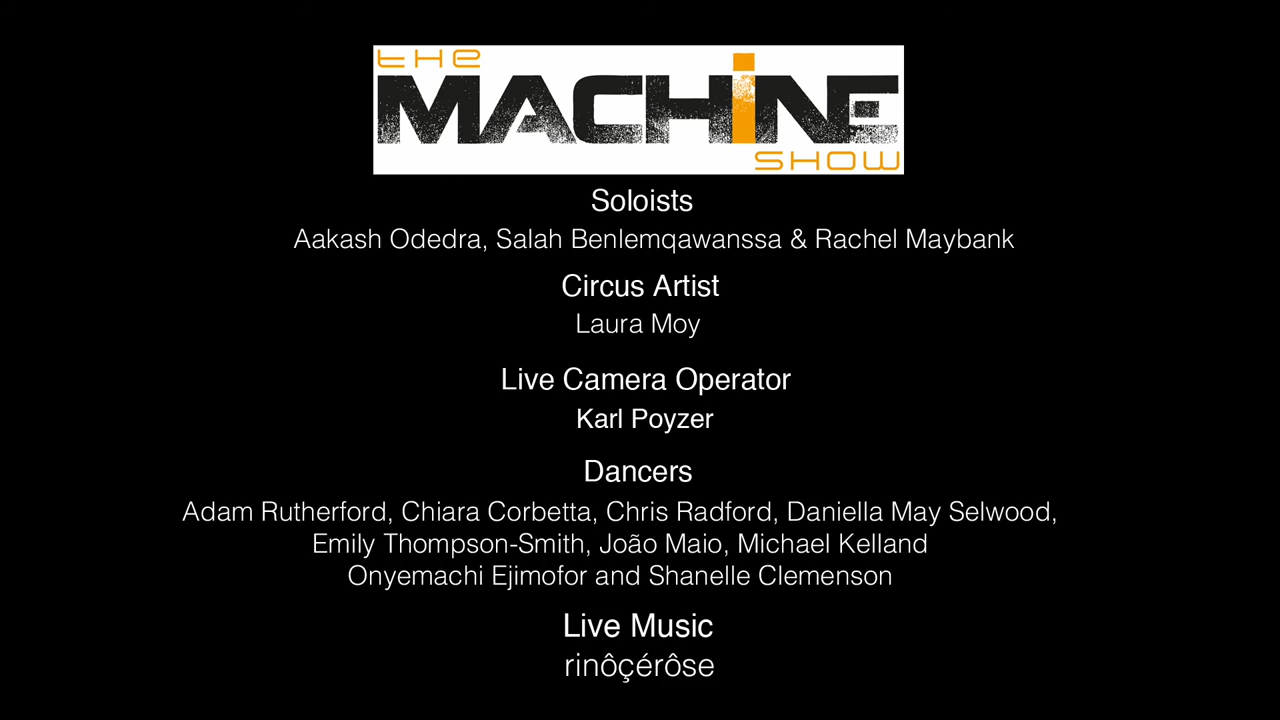 the
MACHiNE
SHOW
Soloists
Aakash Odedra, Salah Benlemqawanssa & Rachel Maybank
Circus Artist
Laura Moy
Live Camera Operator
Karl Poyzer
Dancers
Adam Rutherford, Chiara Corbetta, Chris Radford, Daniella May Selwood,
Emily Thompson-Smith, João Maio, Michael Kelland
Onyemachi Ejimofor and Shanelle Clemenson
Live Music
rinôçérôse